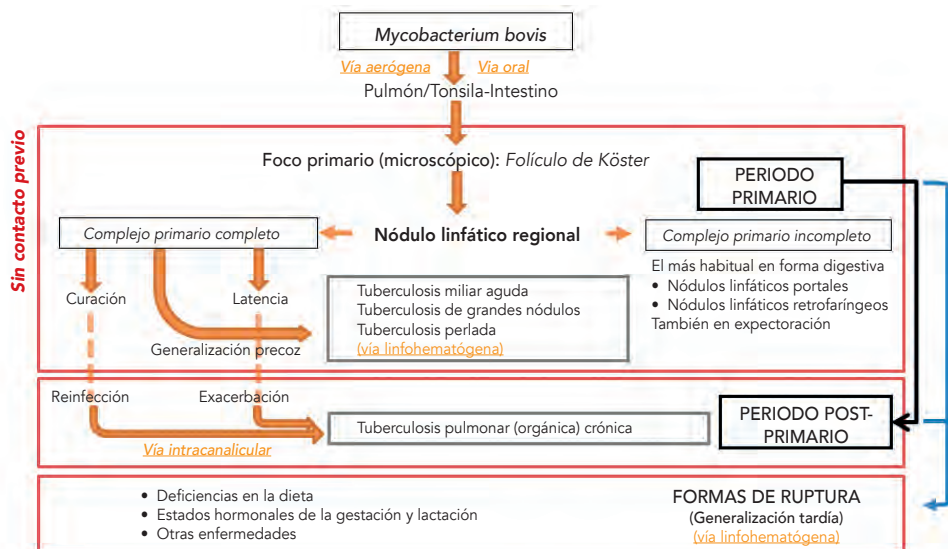 Mycobacterium bovis
Vía aerógena
Via oral
Pulmón/Tonsila-Intestino
Sin contacto previo
Foco primario (microscópico): Folículo de Köster
PERIODO
PRIMARIO
Complejo primario completo
Nódulo linfático regional
Complejo primario incompleto
El más habitual en forma digestiva
• Nódulos linfáticos portales
• Nódulos linfáticos retrofaríngeos
También en expectoración
Curación
Latencia
Generalización precoz
Tuberculosis miliar aguda
Tuberculosis de grandes nódulos
Tuberculosis perlada
(vía linfohematógena)
Reinfección
Exacerbación
Vía intracanalicular
Tuberculosis pulmonar (orgánica) crónica
PERIODO POST-
PRIMARIO
• Deficiencias en la dieta
• Estados hormonales de la gestación y lactación
• Otras enfermedades
FORMAS DE RUPTURA
(Generalización tardía)
(vía linfohematógena)